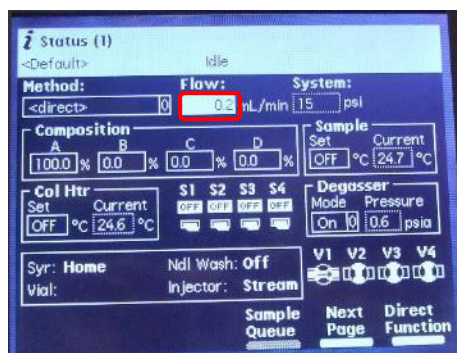 i Status (1)
<Default> Idle
Method: Flow: System:
<direct> 0 0.2 mL/min 15 psi
Composition Sample
A B C D Set Current
100.0 % 0.0 % 0.0 % 0.0 % OFF °C 24.7 °C
Col Htr S1 S2 S3 S4 Degasser
Set Current OFF OFF OFF OFF Mode Pressure
OFF °C 24.6 °C On 0 0.6 psia
Syr: Home Ndl Wash: Off V1 V2 V3 V4
Vial: Injector: Stream
Sample Next Direct
Queue Page Function